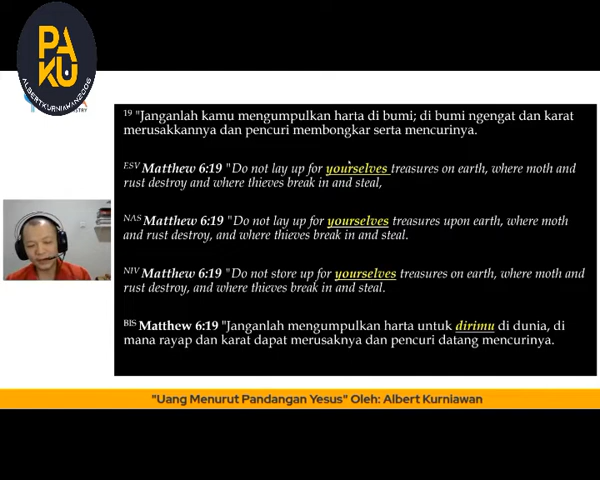 PA
KU
ALBERTKURNIAWAN2006
19 "Janganlah kamu mengumpulkan harta di bumi; di bumi ngengat dan karat
merusakkannya dan pencuri membongkar serta mencurinya.
ESV Matthew 6:19 "Do not lay up for yourselves treasures on earth, where moth and
rust destroy and where thieves break in and steal,
NAS Matthew 6:19 "Do not lay up for yourselves treasures upon earth, where moth
and rust destroy, and where thieves break in and steal.
NIV Matthew 6:19 "Do not store up for yourselves treasures on earth, where moth and
rust destroy, and where thieves break in and steal.
BIS Matthew 6:19 "Janganlah mengumpulkan harta untuk dirimu di dunia, di
mana rayap dan karat dapat merusaknya dan pencuri datang mencurinya.
"Uang Menurut Pandangan Yesus" Oleh: Albert Kurniawan